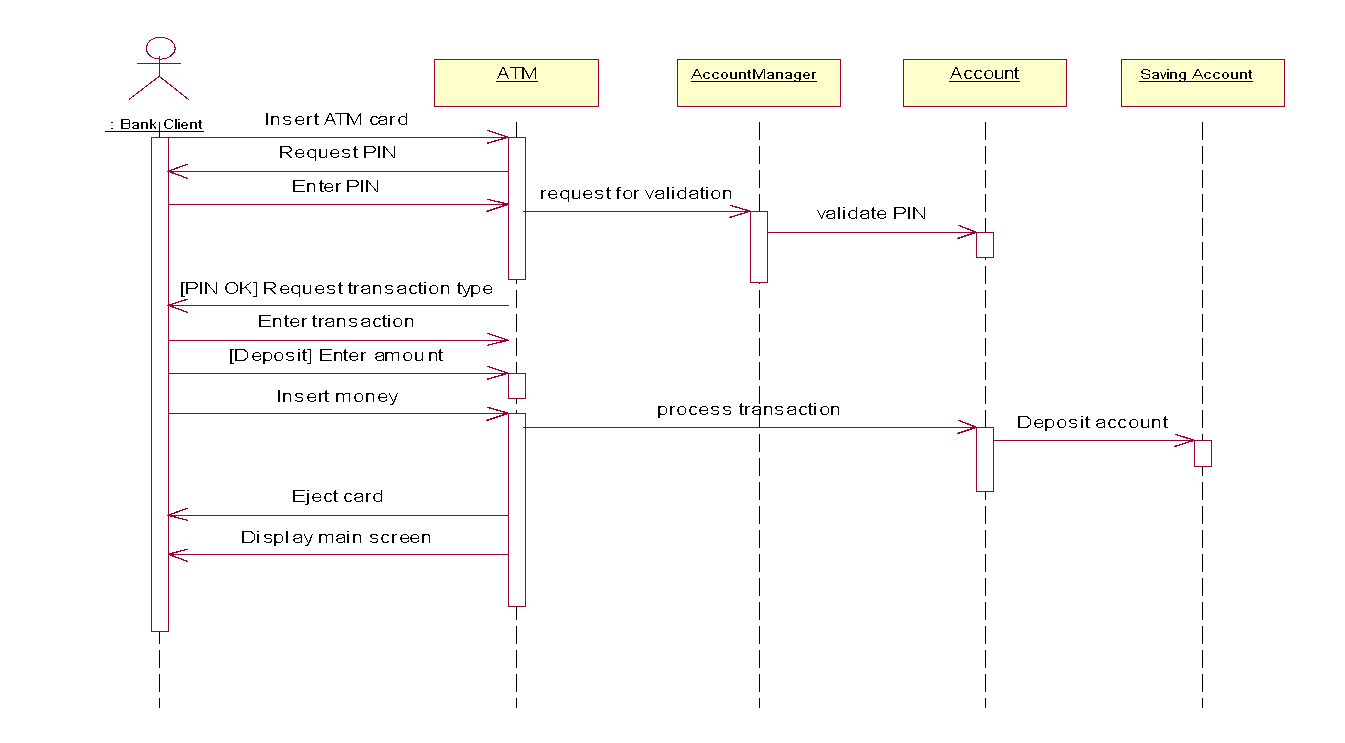 ATM
AccountManager
Account
Saving Account
: Bank Client
Insert ATM card
Request PIN
Enter PIN
request for validation
validate PIN
[PIN OK] Request transaction type
Enter transaction
[Deposit] Enter amount
Insert money
process transaction
Deposit account
Eject card
Display main screen